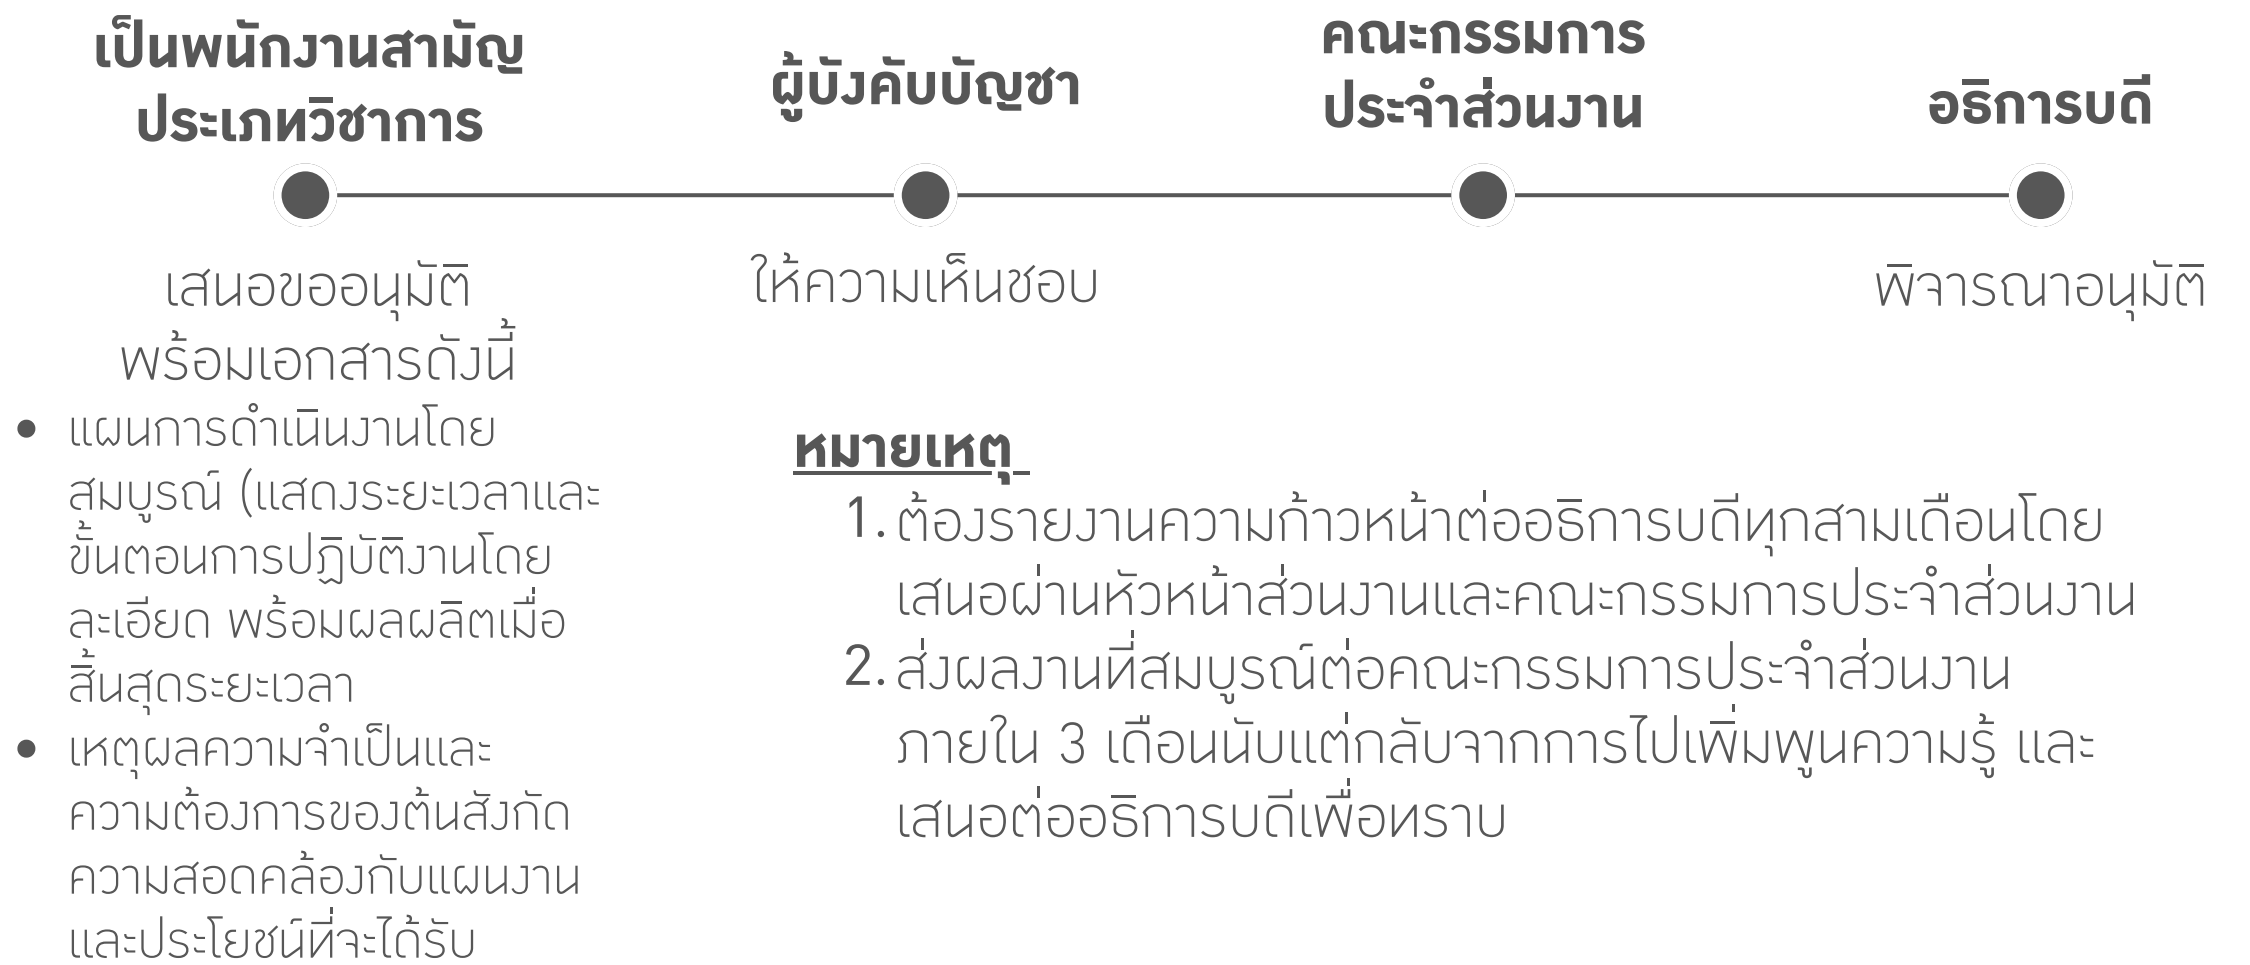 เป็นพนักงานสามัญ
ประเภทวิชาการ
ผู้บังคับบัญชา
คณะกรรมการ
ประจำส่วนงาน
อธิการบดี
เสนอขออนุมัติ
พร้อมเอกสารดังนี้
• แผนการดำเนินงานโดย
สมบูรณ์ (แสดงระยะเวลาและ
ขั้นตอนการปฏิบัติงานโดย
ละเอียด พร้อมผลผลิตเมื่อ
สิ้นสุดระยะเวลา
• เหตุผลความจำเป็นและ
ความต้องการของต้นสังกัด
ความสอดคล้องกับแผนงาน
และประโยชน์ที่จะได้รับ
ให้ความเห็นชอบ
พิจารณาอนุมัติ
หมายเหตุ
1. ต้องรายงานความก้าวหน้าต่ออธิการบดีทุกสามเดือนโดย
เสนอผ่านหัวหน้าส่วนงานและคณะกรรมการประจำส่วนงาน
2. ส่งผลงานที่สมบูรณ์ต่อคณะกรรมการประจำส่วนงาน
ภายใน 3 เดือนนับแต่กลับจากการไปเพิ่มพูนความรู้ และ
เสนอต่ออธิการบดีเพื่อทราบ